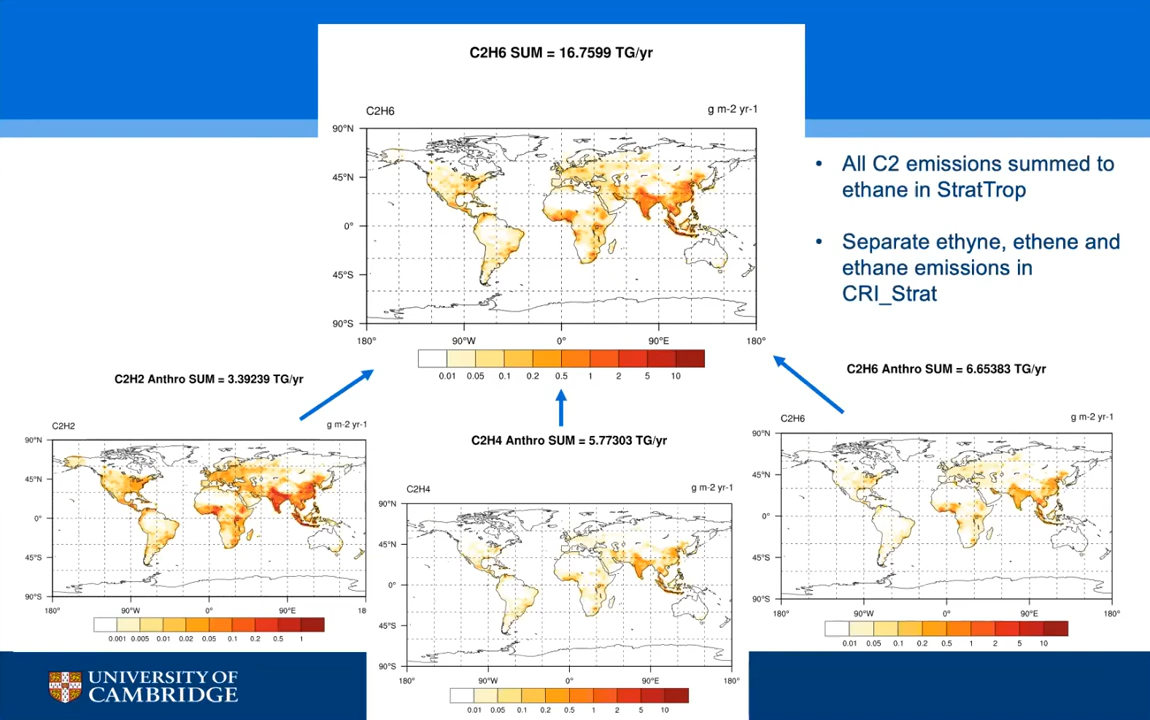 C2H6 SUM = 16.7599 TG/yr
C2H6 g m-2 yr-1
90°N
45°N
0°
45°S
90°S
180° 90°W 0° 90°E 180°
0.01 0.05 0.1 0.2 0.5 1 2 5 10
• All C2 emissions summed to
ethane in StratTrop
• Separate ethyne, ethene and
ethane emissions in
CRI_Strat
C2H2 Anthro SUM = 3.39239 TG/yr
C2H2 g m-2 yr-1
90°N
45°N
0°
45°S
90°S
180° 90°W 0° 90°E 18
0.001 0.005 0.01 0.02 0.05 0.1 0.2 0.5 1
C2H4 Anthro SUM = 5.77303 TG/yr
C2H4 g m-2 yr-1
90°N
45°N
0°
45°S
90°S
180° 90°W 0° 90°E 180°
0.01 0.05 0.1 0.2 0.5 1 2 5 10
C2H6 Anthro SUM = 6.65383 TG/yr
C2H6 g m-2 yr-1
90°N
45°N
0°
45°S
90°S
180° 90°W 0° 90°E 180°
0.01 0.05 0.1 0.2 0.5 1 2 5 10
UNIVERSITY OF
CAMBRIDGE